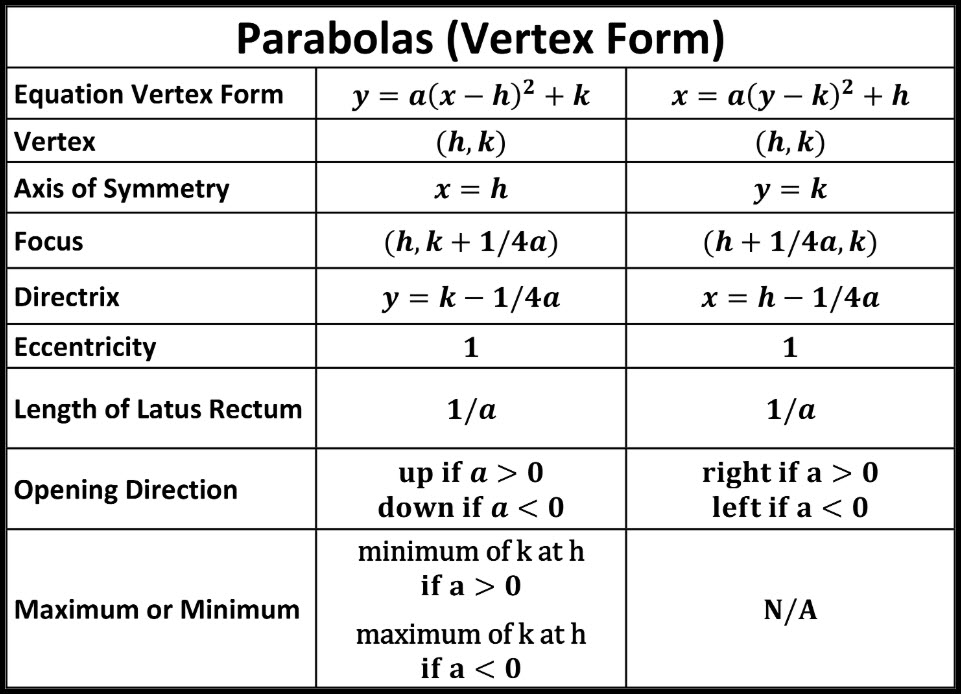 Parabolas (Vertex Form)
Equation Vertex Form y = a(x − h)² + k x = a(y − k)² + h
Vertex (h, k) (h, k)
Axis of Symmetry x = h y = k
Focus (h, k + 1/4a) (h + 1/4a, k)
Directrix y = k − 1/4a x = h − 1/4a
Eccentricity 1 1
Length of Latus Rectum 1/a 1/a
Opening Direction
up if a > 0
down if a < 0
right if a > 0
left if a < 0
Maximum or Minimum
minimum of k at h
if a > 0
maximum of k at h
if a < 0
N/A